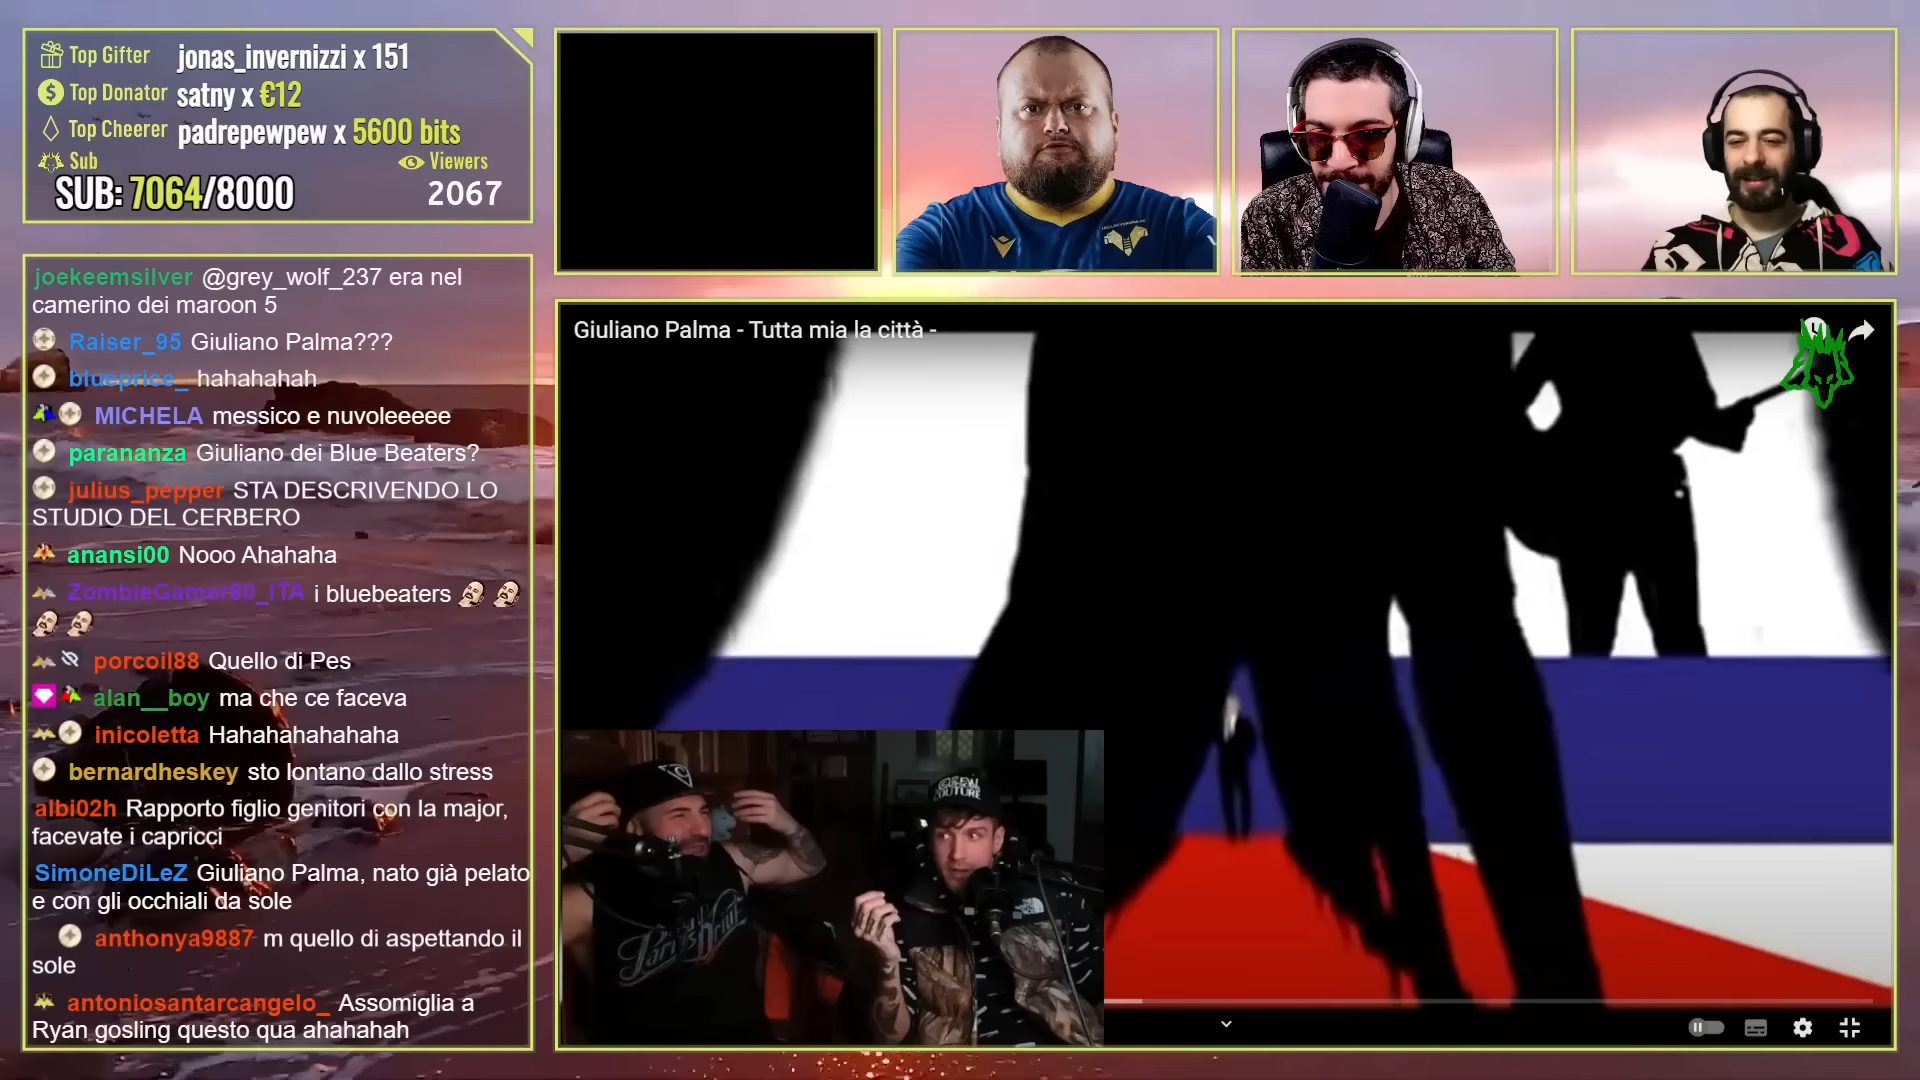 Top Gifter jonas_invernizzi x 151
Top Donator satny x €12
Top Cheerer padrepewpew x 5600 bits
Sub Viewers
SUB: 7064/8000 2067
joekeemsilver @grey_wolf_237 era nel
camerino dei maroon 5
Raiser_95 Giuliano Palma???
blueprice_ hahahahah
MICHELA messico e nuvoleeeee
parananza Giuliano dei Blue Beaters?
julius_pepper STA DESCRIVENDO LO
STUDIO DEL CERBERO
anansi00 Nooo Ahahaha
ZombieGamer80_ITA i bluebeaters
porcoil88 Quello di Pes
alan__boy ma che ce faceva
inicoletta Hahahahahahaha
bernardheskey sto lontano dallo stress
albi02h Rapporto figlio genitori con la major,
facevate i capricci
SimoneDiLeZ Giuliano Palma, nato già pelato
e con gli occhiali da sole
anthonya9887 m quello di aspettando il
sole
antoniosantarcangelo_ Assomiglia a
Ryan gosling questo qua ahahahah
Giuliano Palma - Tutta mia la città -